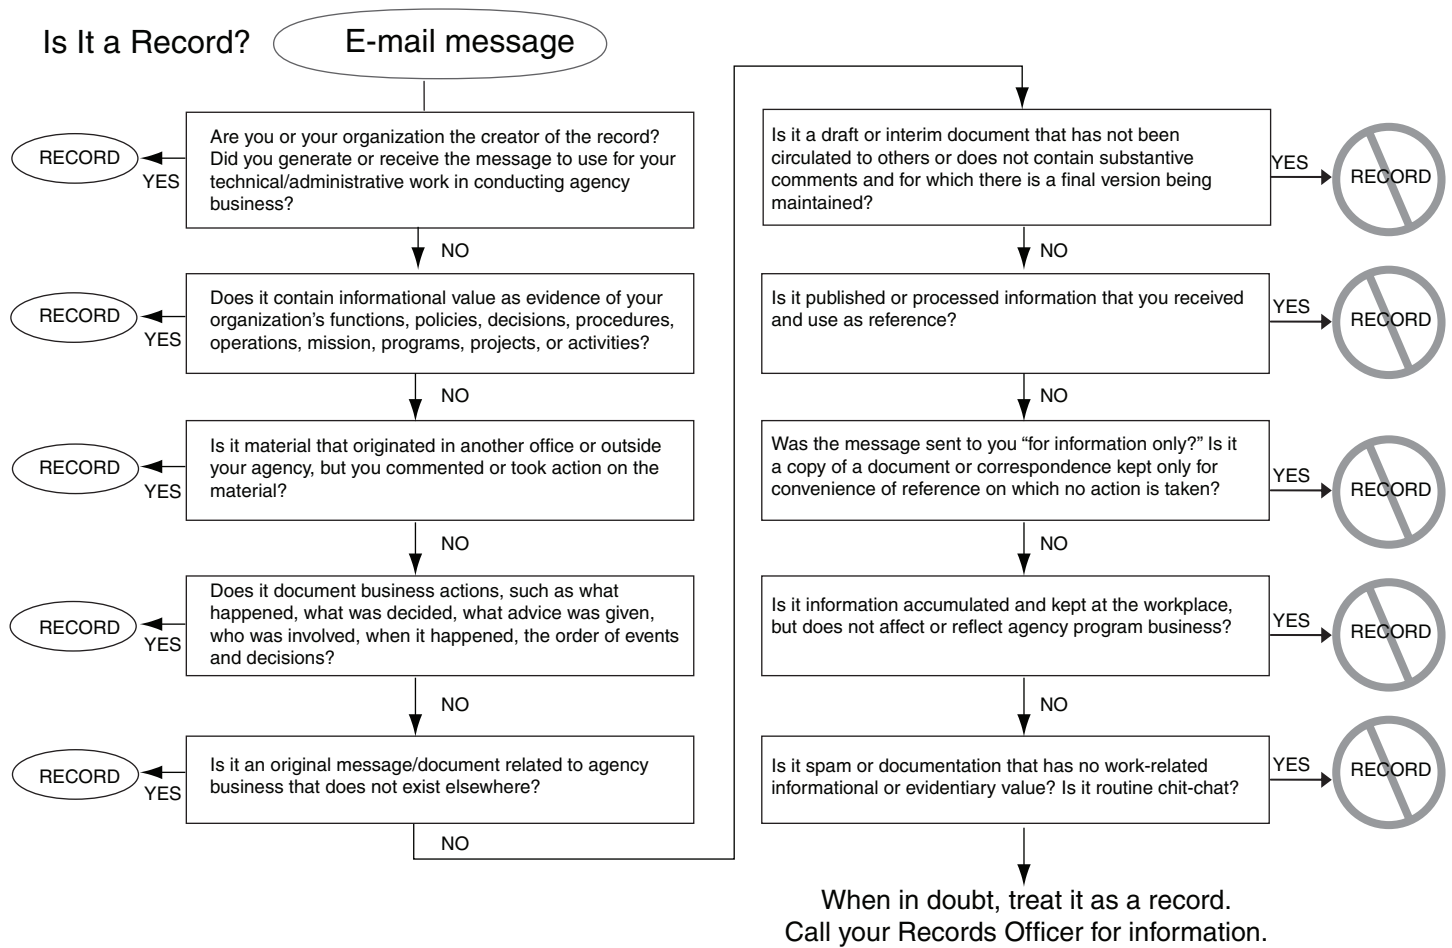 Is It a Record?
E-mail message
Are you or your organization the creator of the record?
Did you generate or receive the message to use for your
technical/administrative work in conducting agency
business?
RECORD
YES
NO
Does it contain informational value as evidence of your
organization’s functions, policies, decisions, procedures,
operations, mission, programs, projects, or activities?
RECORD
YES
NO
Is it material that originated in another office or outside
your agency, but you commented or took action on the
material?
RECORD
YES
NO
Does it document business actions, such as what
happened, what was decided, what advice was given,
who was involved, when it happened, the order of events
and decisions?
RECORD
YES
NO
Is it an original message/document related to agency
business that does not exist elsewhere?
RECORD
YES
NO
Is it a draft or interim document that has not been
circulated to others or does not contain substantive
comments and for which there is a final version being
maintained?
YES
RECORD
NO
Is it published or processed information that you received
and use as reference?
YES
RECORD
NO
Was the message sent to you “for information only?” Is it
a copy of a document or correspondence kept only for
convenience of reference on which no action is taken?
YES
RECORD
NO
Is it information accumulated and kept at the workplace,
but does not affect or reflect agency program business?
YES
RECORD
NO
Is it spam or documentation that has no work-related
informational or evidentiary value? Is it routine chit-chat?
YES
RECORD
When in doubt, treat it as a record.
Call your Records Officer for information.